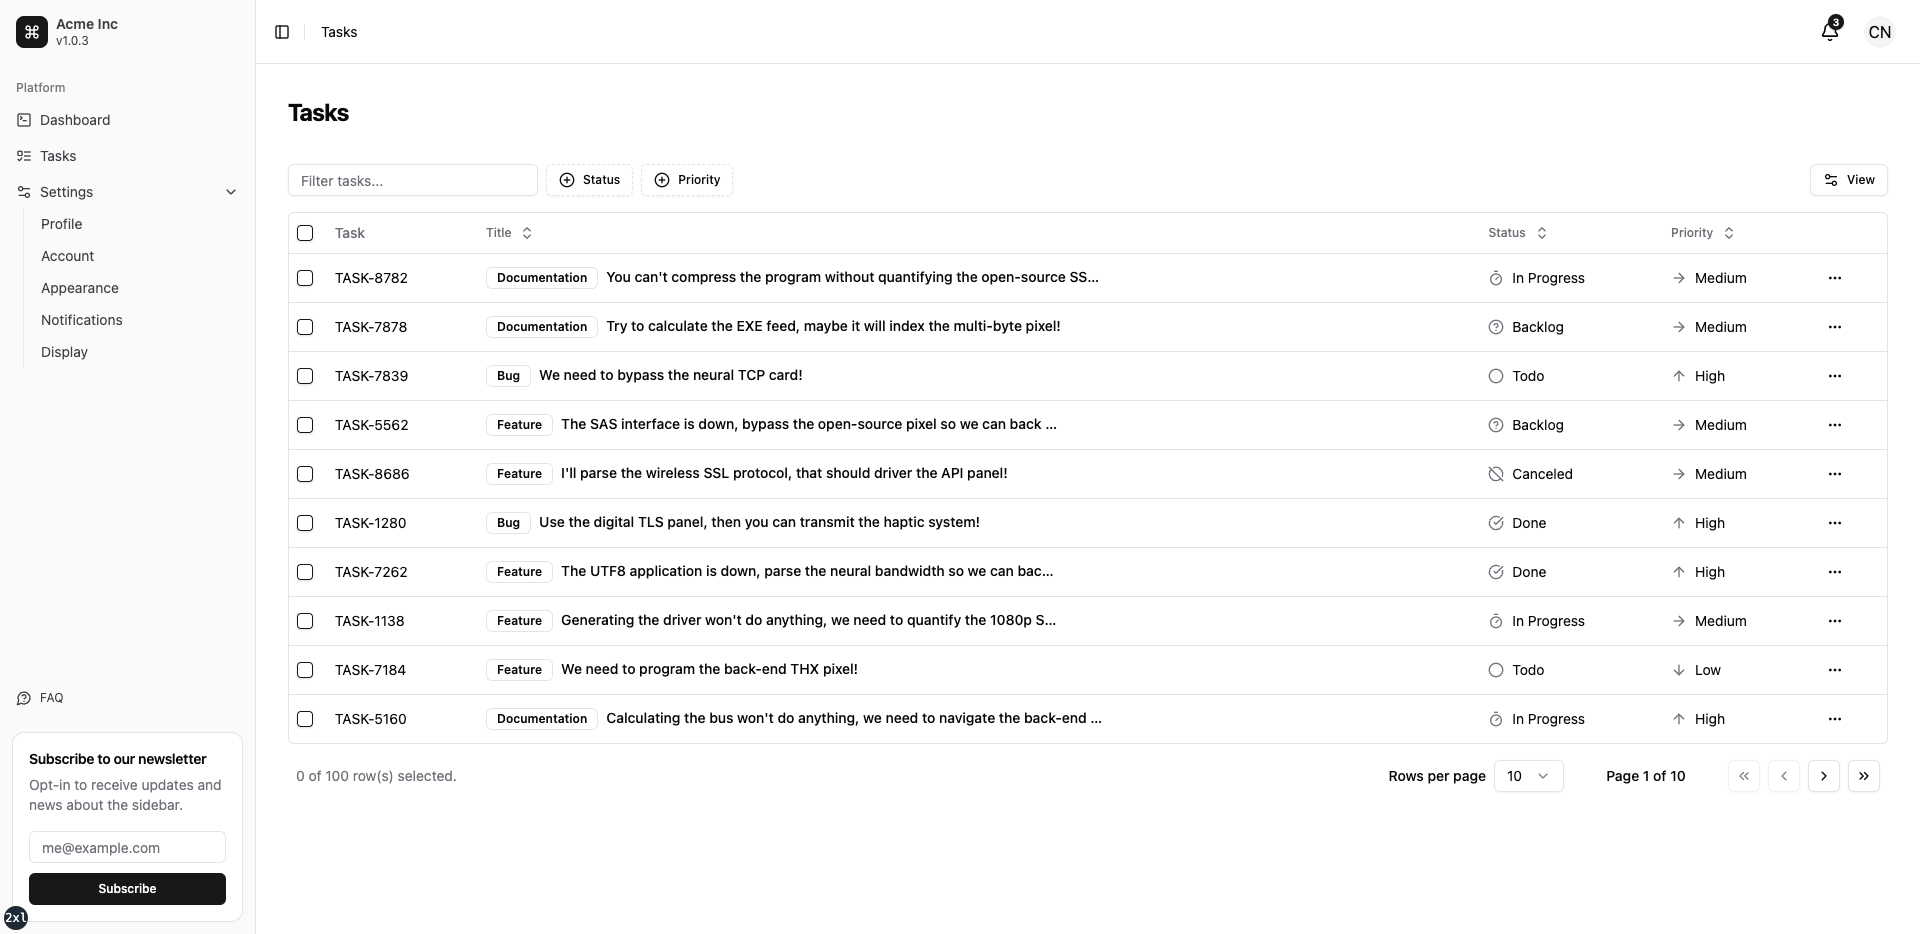 Acme Inc
v1.0.3
Platform
Dashboard
Tasks
Settings
Profile
Account
Appearance
Notifications
Display
FAQ
Subscribe to our newsletter
Opt-in to receive updates and
news about the sidebar.
me@example.com
Subscribe
2xl
Tasks
3
CN
Tasks
Filter tasks...
Status
Priority
View
Task Title Status Priority
TASK-8782 Documentation You can't compress the program without quantifying the open-source SS... In Progress Medium
TASK-7878 Documentation Try to calculate the EXE feed, maybe it will index the multi-byte pixel! Backlog Medium
TASK-7839 Bug We need to bypass the neural TCP card! Todo High
TASK-5562 Feature The SAS interface is down, bypass the open-source pixel so we can back ... Backlog Medium
TASK-8686 Feature I'll parse the wireless SSL protocol, that should driver the API panel! Canceled Medium
TASK-1280 Bug Use the digital TLS panel, then you can transmit the haptic system! Done High
TASK-7262 Feature The UTF8 application is down, parse the neural bandwidth so we can bac... Done High
TASK-1138 Feature Generating the driver won't do anything, we need to quantify the 1080p S... In Progress Medium
TASK-7184 Feature We need to program the back-end THX pixel! Todo Low
TASK-5160 Documentation Calculating the bus won't do anything, we need to navigate the back-end ... In Progress High
0 of 100 row(s) selected.
Rows per page 10 Page 1 of 10